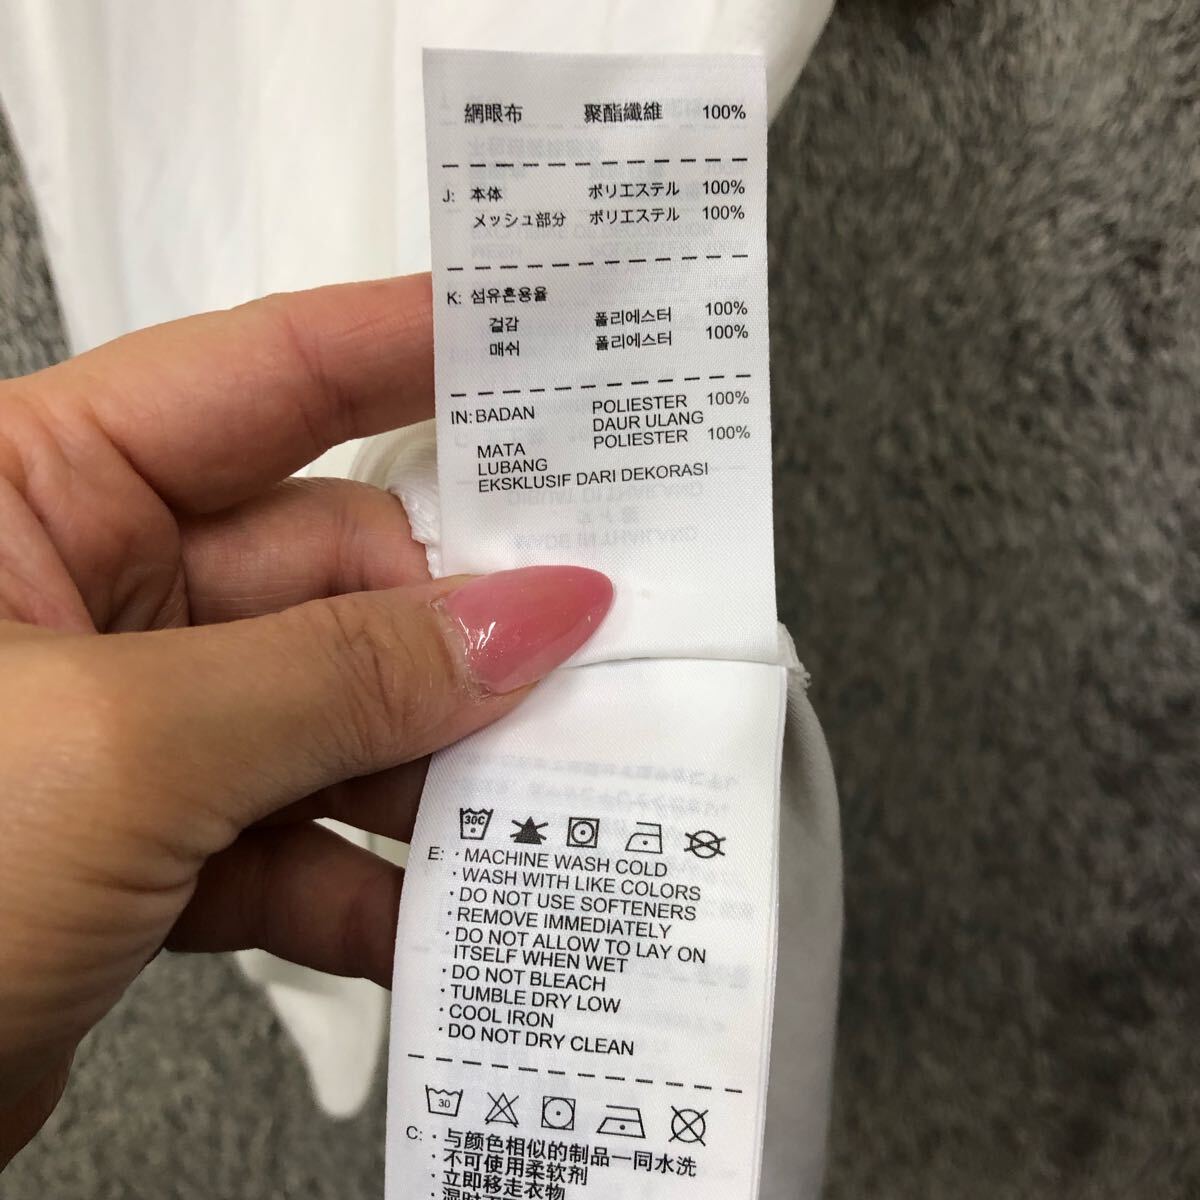 網眼布 聚酯纖維 100%
J: 本体 ポリエステル 100%
メッシュ部分 ポリエステル 100%
K: 섬유혼용율
겉감 폴리에스터 100%
매쉬 폴리에스터 100%
IN: BADAN POLIESTER 100%
DAUR ULANG
MATA POLIESTER 100%
LUBANG
EKSKLUSIF DARI DEKORASI
30C
E: · MACHINE WASH COLD
· WASH WITH LIKE COLORS
· DO NOT USE SOFTENERS
· REMOVE IMMEDIATELY
· DO NOT ALLOW TO LAY ON
ITSELF WHEN WET
· DO NOT BLEACH
· TUMBLE DRY LOW
· COOL IRON
· DO NOT DRY CLEAN
30
C: · 与颜色相似的制品一同水洗
· 不可使用柔软剂
· 立即移走衣物